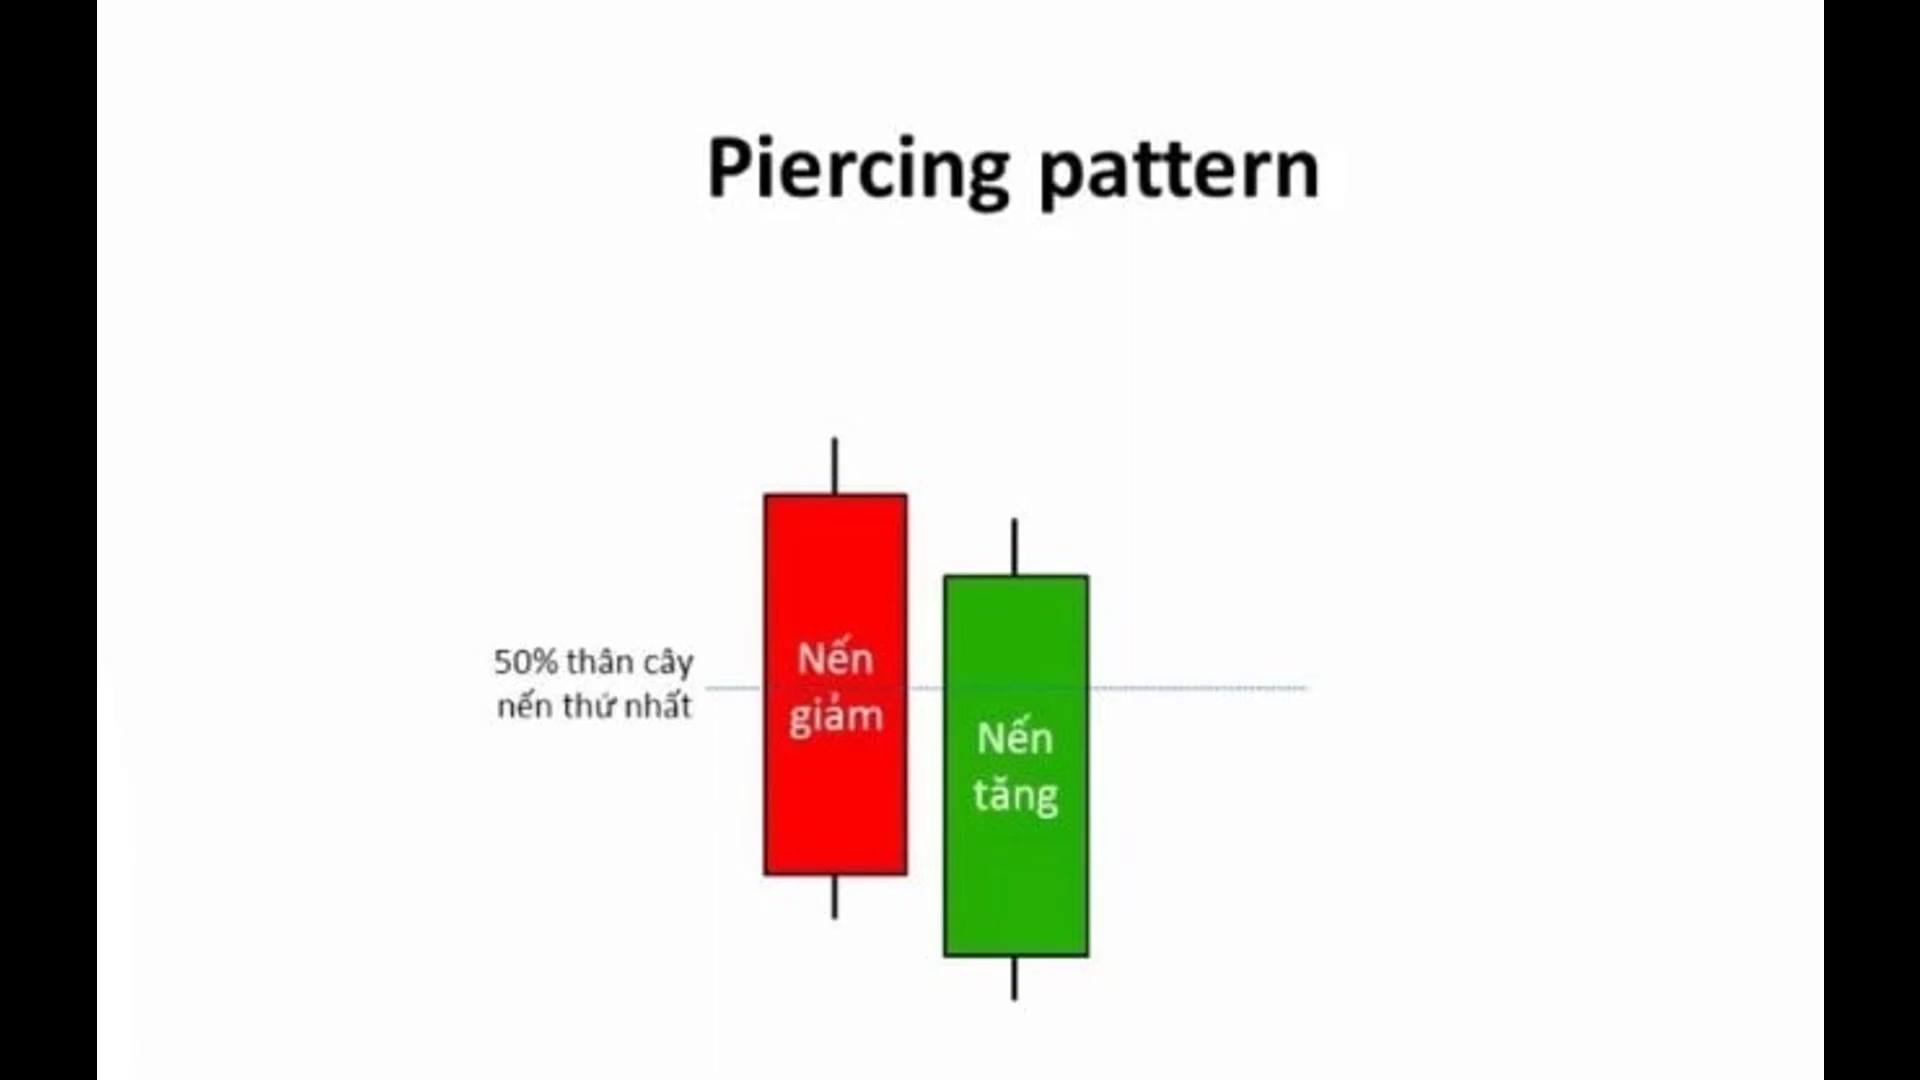 Piercing pattern
50% thân cây
nến thứ nhất
Nến
giảm
Nến
tăng